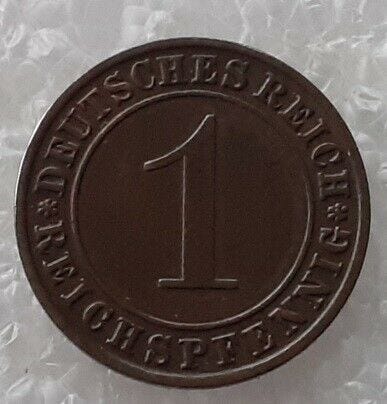 *DEUTSCHES REICH*
REICHSPFENNIG
1